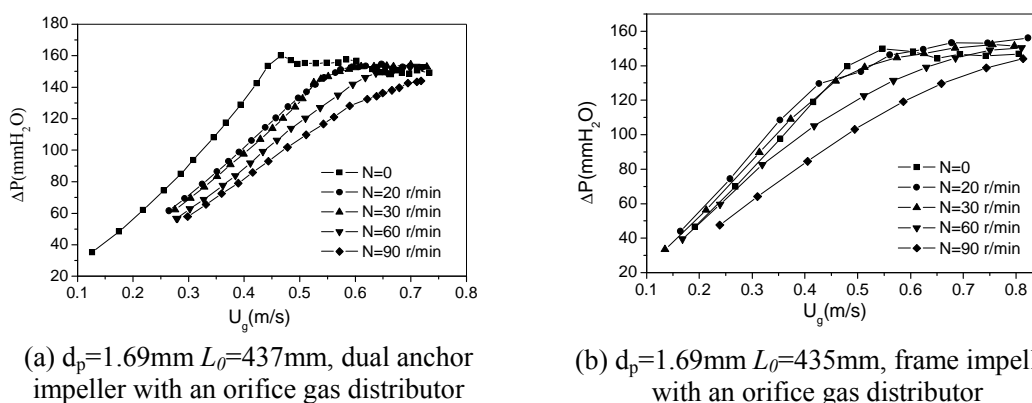 180
160
140
120
100
80
60
40
20
ΔP(mmH₂O)
N=0
N=20 r/min
N=30 r/min
N=60 r/min
N=90 r/min
0.1 0.2 0.3 0.4 0.5 0.6 0.7 0.8
U_g(m/s)
(a) dₚ=1.69mm L₀=437mm, dual anchor
impeller with an orifice gas distributor
160
140
120
100
80
60
40
20
ΔP(mmH₂O)
N=0
N=20 r/min
N=30 r/min
N=60 r/min
N=90 r/min
0.1 0.2 0.3 0.4 0.5 0.6 0.7 0.8
U_g(m/s)
(b) dₚ=1.69mm L₀=435mm, frame impell
with an orifice gas distributor